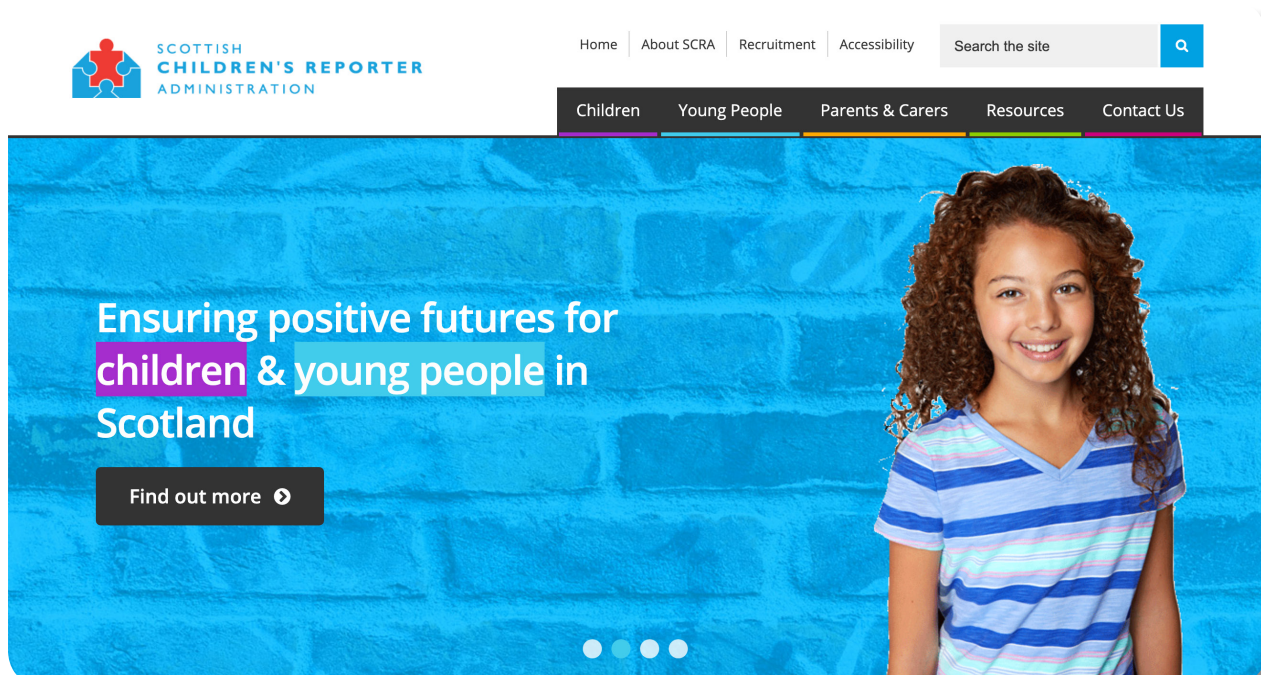 SCOTTISH
CHILDREN'S REPORTER
ADMINISTRATION
Home
About SCRA
Recruitment
Accessibility
Search the site
Children
Young People
Parents & Carers
Resources
Contact Us
Ensuring positive futures for
children & young people in
Scotland
Find out more